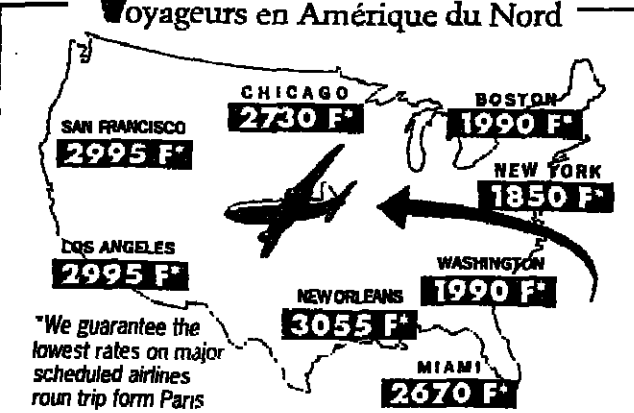 Voyageurs en Amérique du Nord
CHICAGO
2730 F*
BOSTON
1990 F*
SAN FRANCISCO
2995 F*
NEW YORK
1850 F*
LOS ANGELES
2995 F*
WASHINGTON
1990 F*
NEW ORLEANS
3055 F*
MIAMI
2670 F*
*We guarantee the
lowest rates on major
scheduled airlines
roun trip form Paris